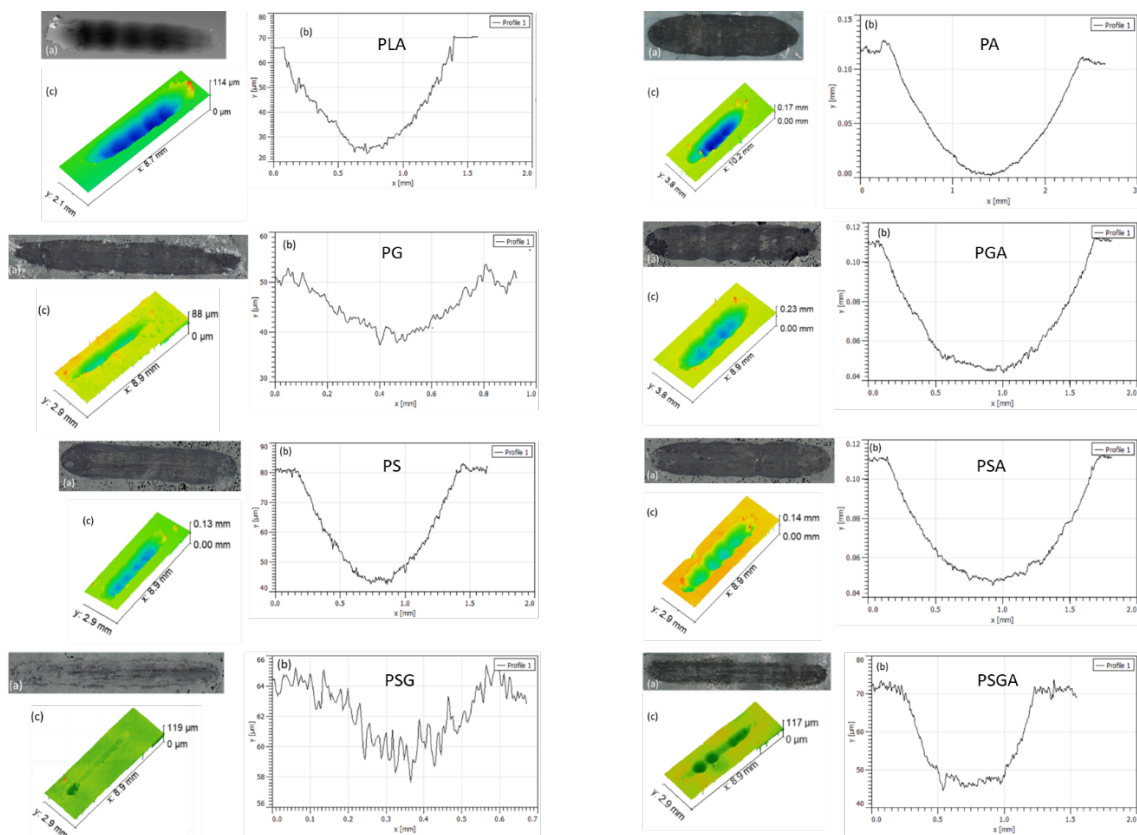 PLA
(a)
(b)
Profile 1
80
70
60
50
40
30
20
y [µm]
0.0 0.5 1.0 1.5 2.0
x [mm]
(c)
114 µm
0 µm
x: 8.7 mm
y: 2.1 mm
PA
(a)
(b)
Profile 1
0.15
0.10
0.05
0.00
y [mm]
0 1 2 3
x [mm]
(c)
0.17 mm
0.00 mm
x: 10.2 mm
y: 3.8 mm
PG
(a)
(b)
Profile 1
60
50
40
30
y [µm]
0.0 0.2 0.4 0.6 0.8 1.0
x [mm]
(c)
88 µm
0 µm
x: 8.9 mm
y: 2.9 mm
PGA
(a)
(b)
Profile 1
0.12
0.10
0.08
0.06
0.04
y [mm]
0.0 0.5 1.0 1.5 2.0
x [mm]
(c)
0.23 mm
0.00 mm
x: 8.9 mm
y: 3.8 mm
PS
(a)
(b)
Profile 1
90
80
70
60
50
40
y [µm]
0.0 0.5 1.0 1.5 2.0
x [mm]
(c)
0.13 mm
0.00 mm
x: 8.9 mm
y: 2.9 mm
PSA
(a)
(b)
Profile 1
0.12
0.10
0.08
0.06
0.04
y [mm]
0.0 0.5 1.0 1.5 2.0
x [mm]
(c)
0.14 mm
0.00 mm
x: 8.9 mm
y: 2.9 mm
PSG
(a)
(b)
Profile 1
66
64
62
60
58
56
y [µm]
0.0 0.1 0.2 0.3 0.4 0.5 0.6 0.7
x [mm]
(c)
119 µm
0 µm
x: 8.9 mm
y: 2.9 mm
PSGA
(a)
(b)
Profile 1
80
70
60
50
40
y [µm]
0.0 0.5 1.0 1.5 2.0
x [mm]
(c)
117 µm
0 µm
x: 8.9 mm
y: 2.9 mm